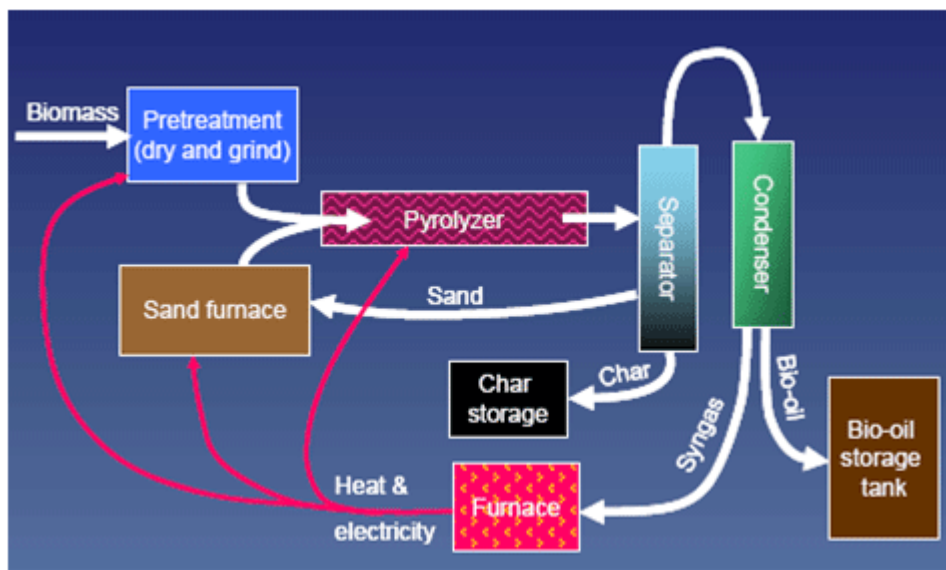 Biomass
Pretreatment
(dry and grind)
Pyrolyzer
Separator
Condenser
Sand furnace
Sand
Char
Char
storage
Syngas
Bio-oil
Bio-oil
storage
tank
Heat &
electricity
Furnace